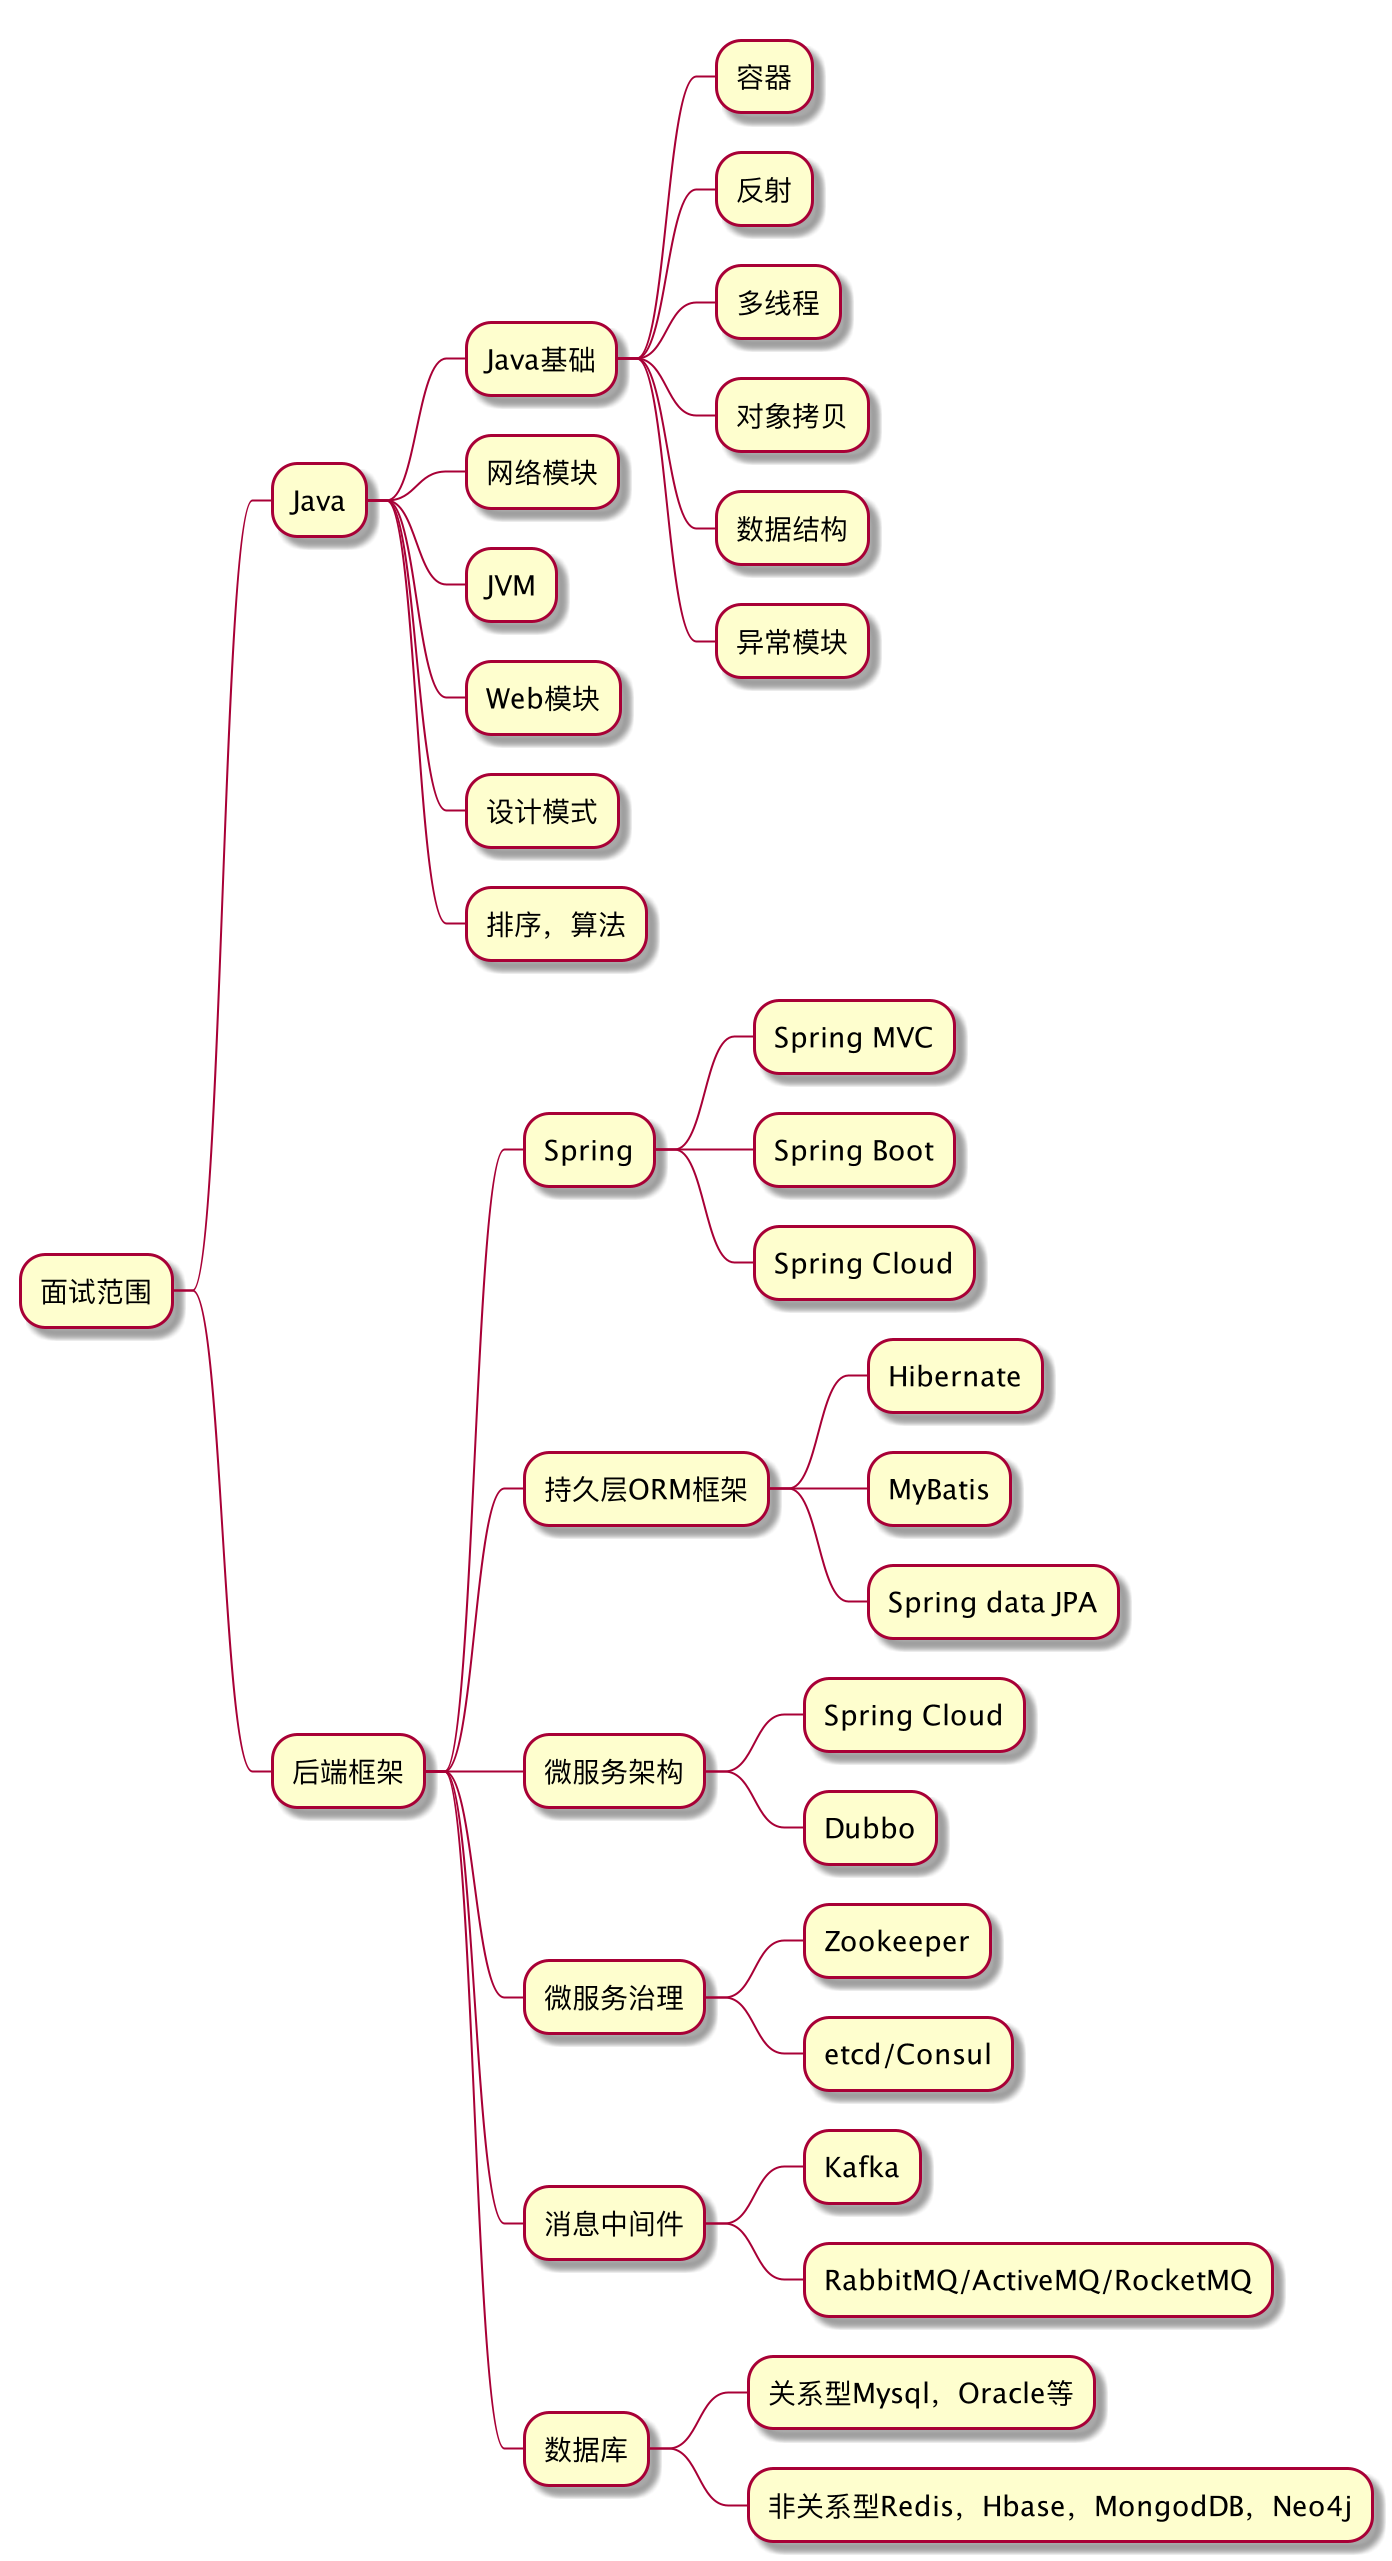 面试范围
Java
Java基础
容器
反射
多线程
对象拷贝
数据结构
异常模块
网络模块
JVM
Web模块
设计模式
排序，算法
后端框架
Spring
Spring MVC
Spring Boot
Spring Cloud
持久层ORM框架
Hibernate
MyBatis
Spring data JPA
微服务架构
Spring Cloud
Dubbo
微服务治理
Zookeeper
etcd/Consul
消息中间件
Kafka
RabbitMQ/ActiveMQ/RocketMQ
数据库
关系型Mysql，Oracle等
非关系型Redis，Hbase，MongodDB，Neo4j